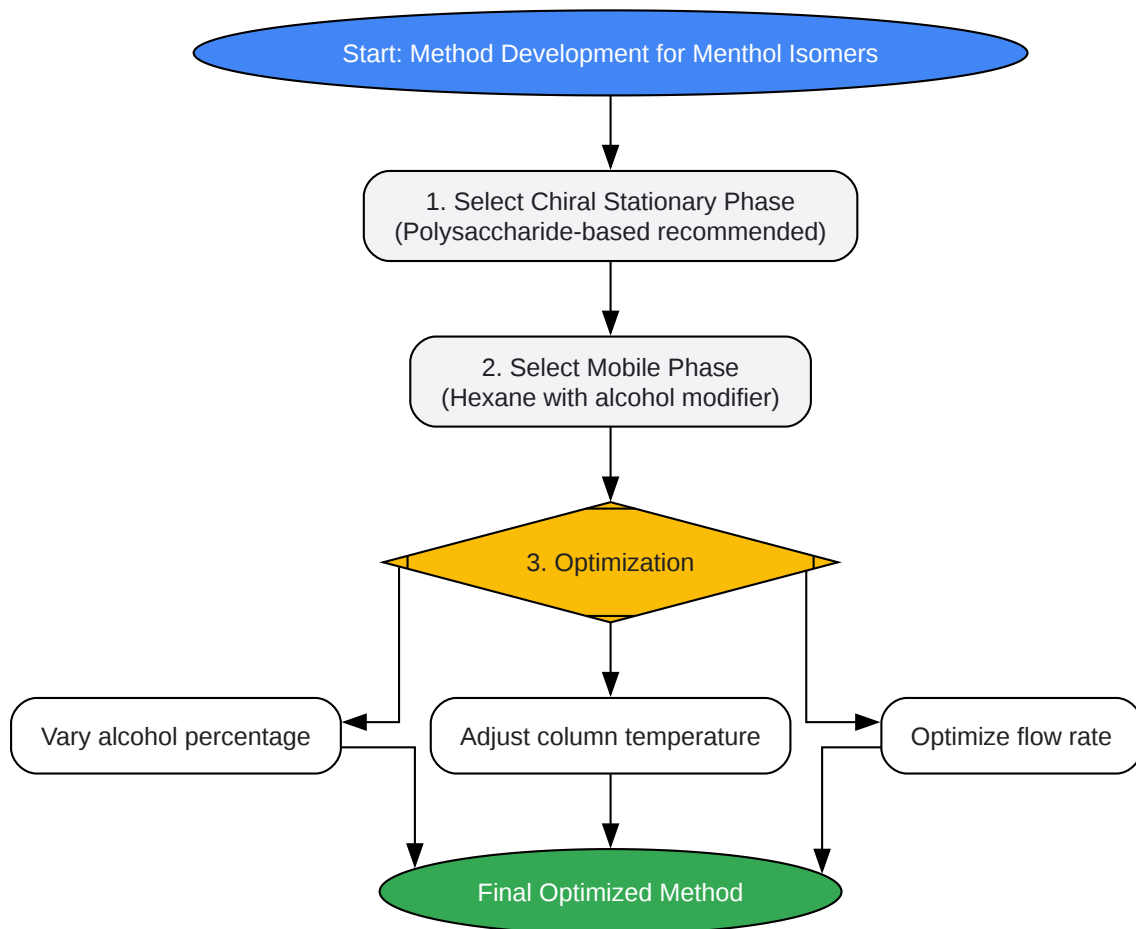 Start: Method Development for Menthol Isomers
1. Select Chiral Stationary Phase
(Polysaccharide-based recommended)
2. Select Mobile Phase
(Hexane with alcohol modifier)
3. Optimization
Vary alcohol percentage
Adjust column temperature
Optimize flow rate
Final Optimized Method